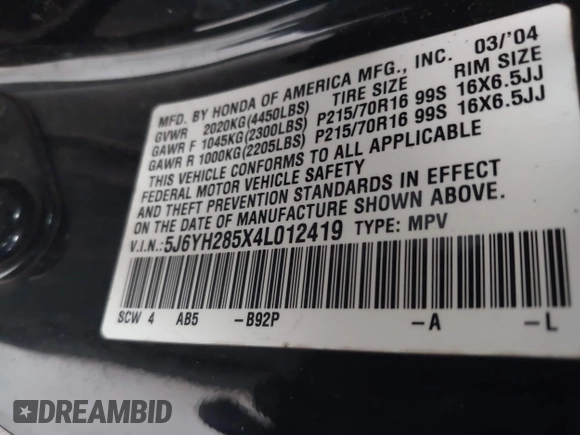 MFD. BY HONDA OF AMERICA MFG., INC. 03/'04
GVWR 2020KG(4450LBS) TIRE SIZE RIM SIZE
GAWR F 1045KG(2300LBS) P215/70R16 99S 16X6.5JJ
GAWR R 1000KG(2205LBS) P215/70R16 99S 16X6.5JJ
THIS VEHICLE CONFORMS TO ALL APPLICABLE
FEDERAL MOTOR VEHICLE SAFETY
AND THEFT PREVENTION STANDARDS IN EFFECT
ON THE DATE OF MANUFACTURE SHOWN ABOVE.
V.I.N.:5J6YH285X4L012419 TYPE: MPV
SCW 4 AB5 -B92P -A -L
DREAMBID